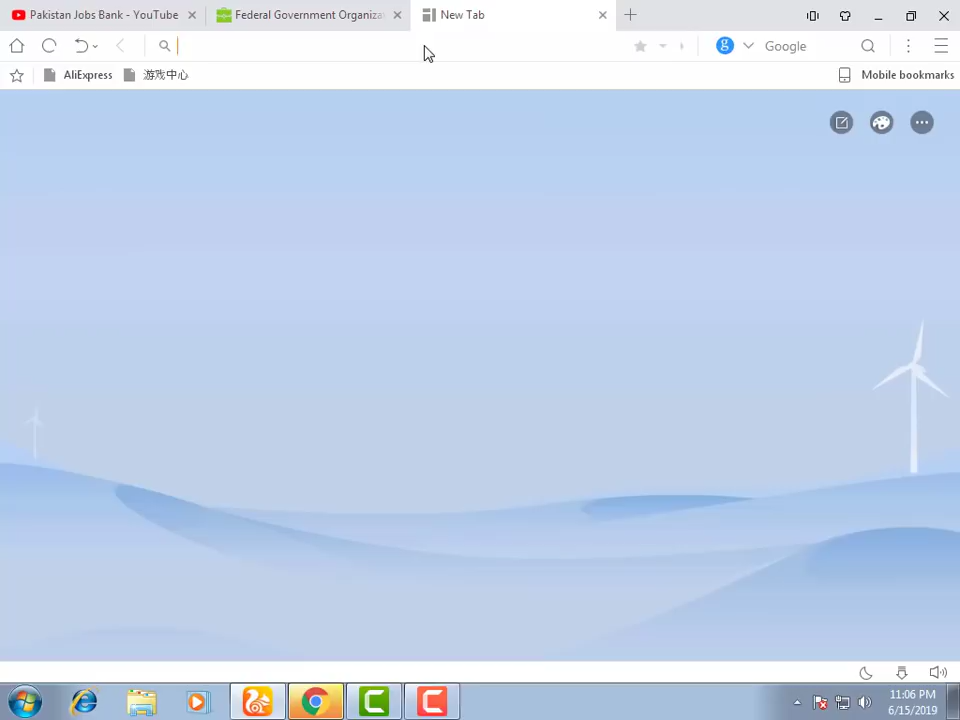 Pakistan Jobs Bank - YouTube
Federal Government Organiza
New Tab
Google
AliExpress
游戏中心
Mobile bookmarks
11:06 PM
6/15/2019